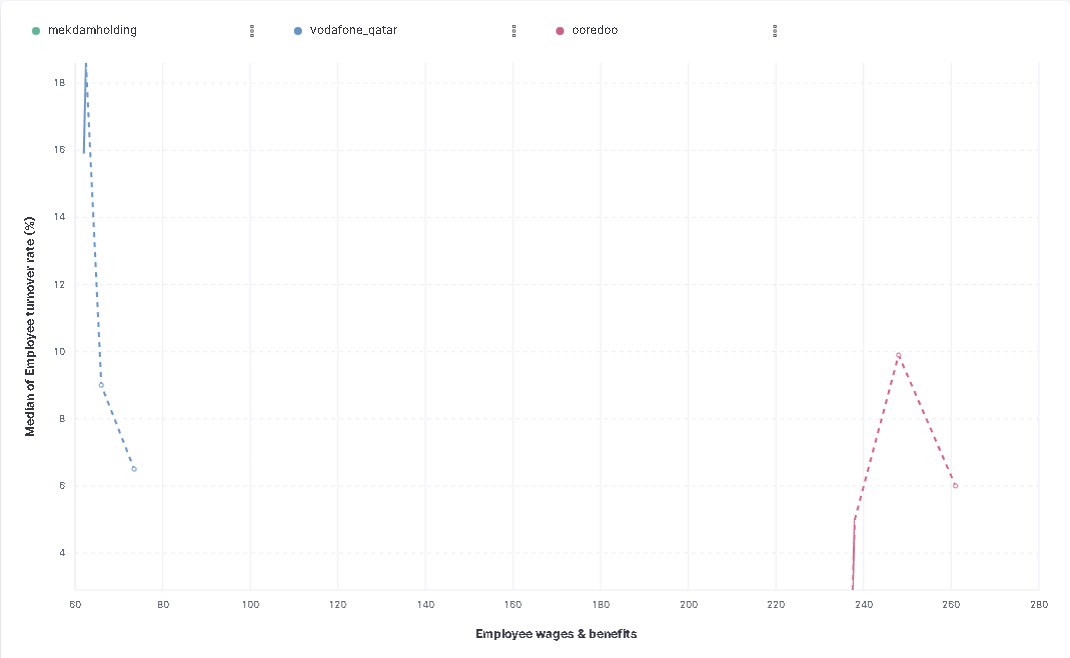 mekdamholding vodafone_qatar ooredoo
Median of Employee turnover rate (%)
18
16
14
12
10
8
6
4
60 80 100 120 140 160 180 200 220 240 260 280
Employee wages & benefits